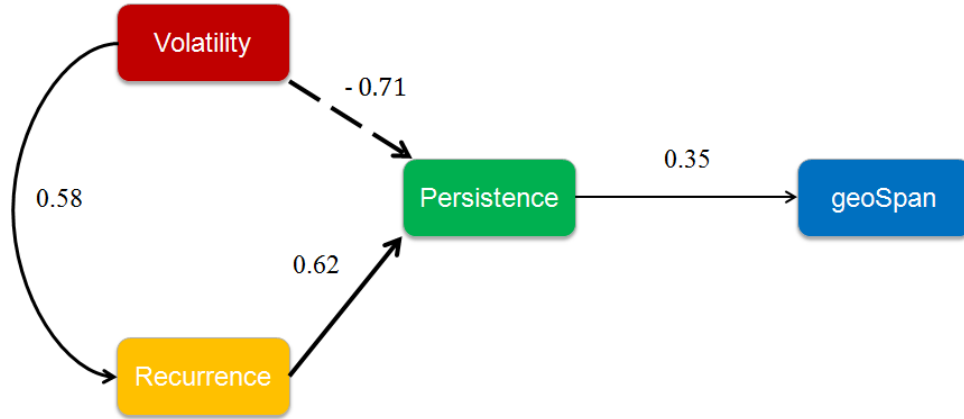 Volatility
- 0.71
0.35
Persistence
geoSpan
0.58
0.62
Recurrence